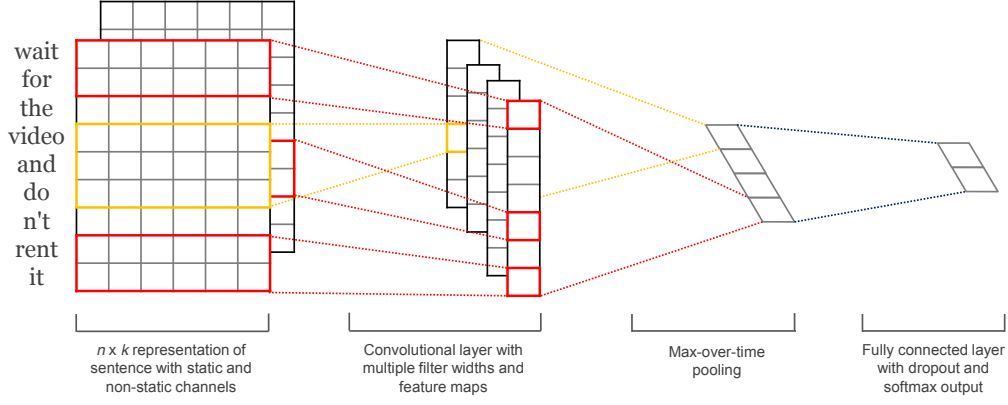 wait
for
the
video
and
do
n't
rent
it
n x k representation of
sentence with static and
non-static channels
Convolutional layer with
multiple filter widths and
feature maps
Max-over-time
pooling
Fully connected layer
with dropout and
softmax output